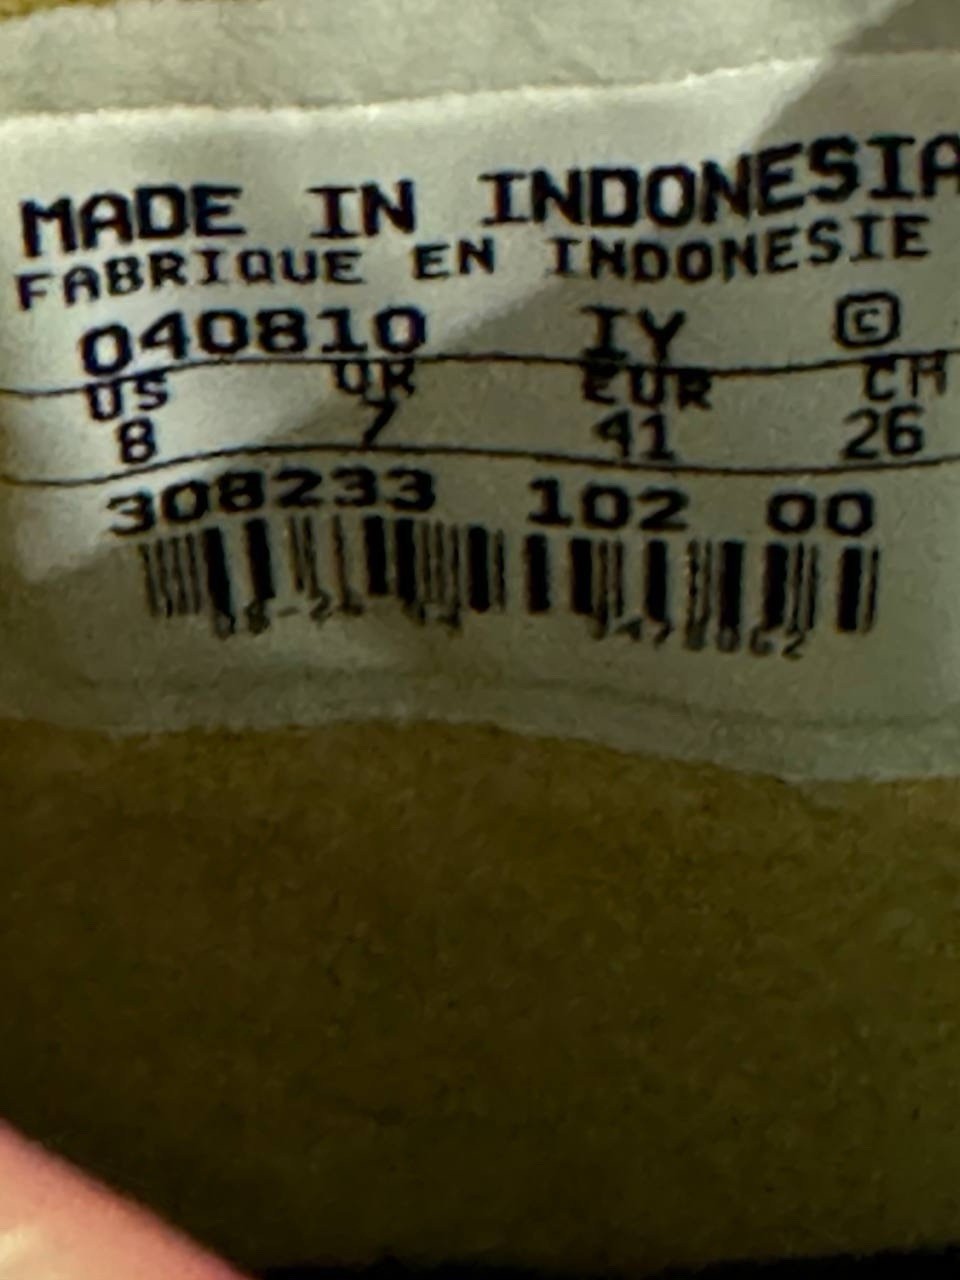 MADE IN INDONESIA
FABRIQUE EN INDONESIE
040810 IY ©
US UK EUR CM
8 7 41 26
308233 102 00